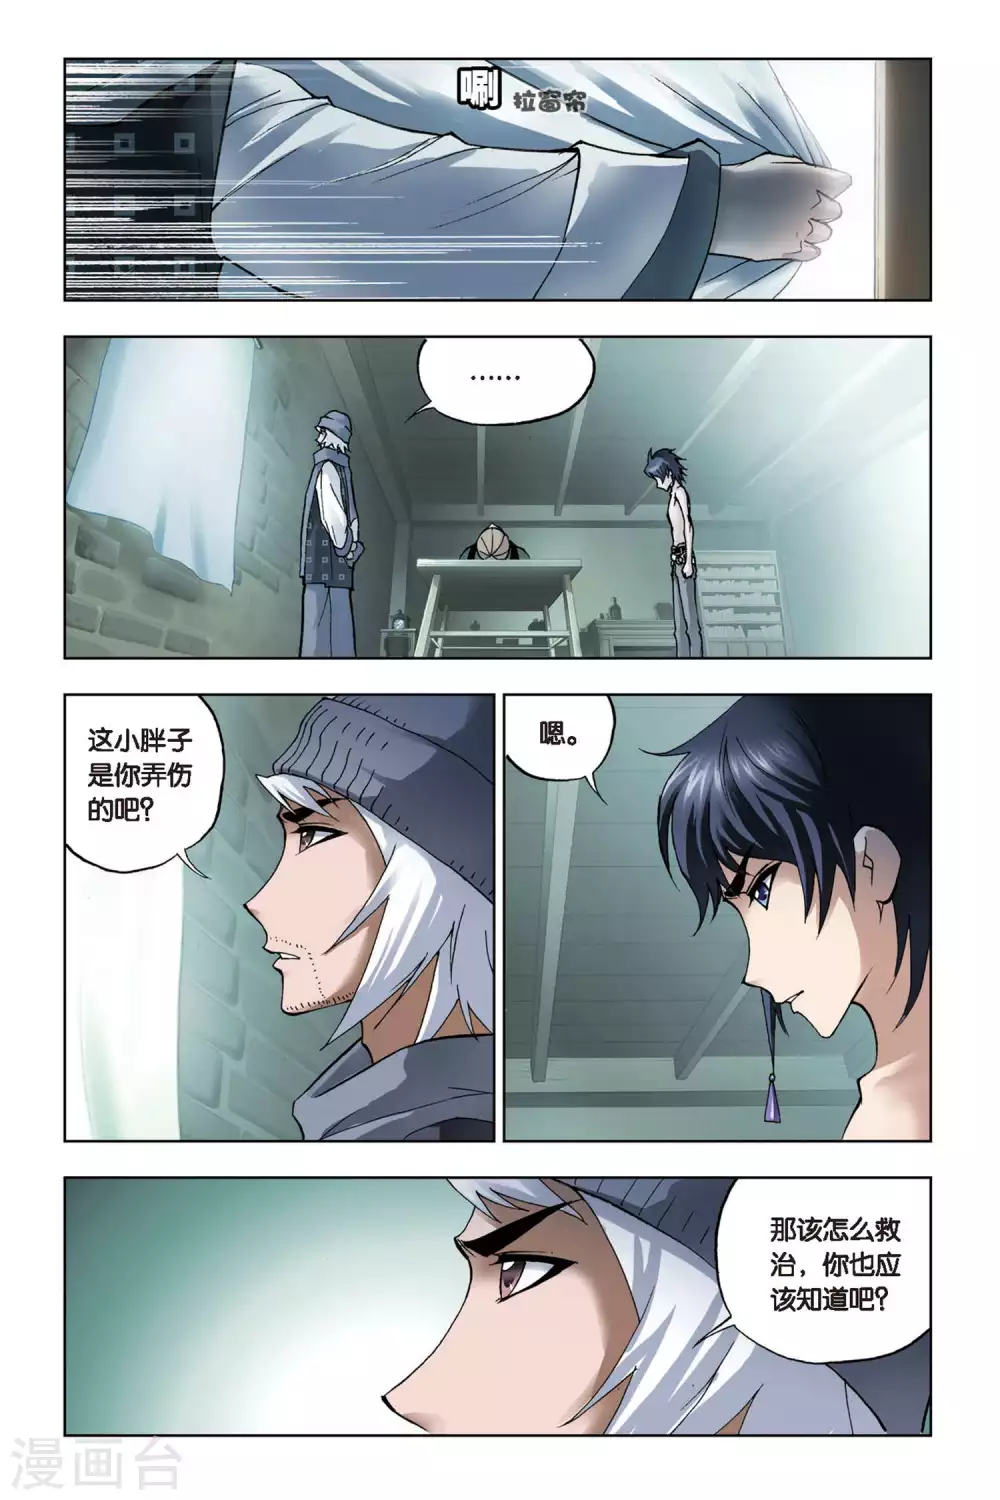 唰
拉窗帘
……
这小胖子
是你弄伤
的吧？
嗯。
那该怎么救
治，你也应
该知道吧？
漫画台